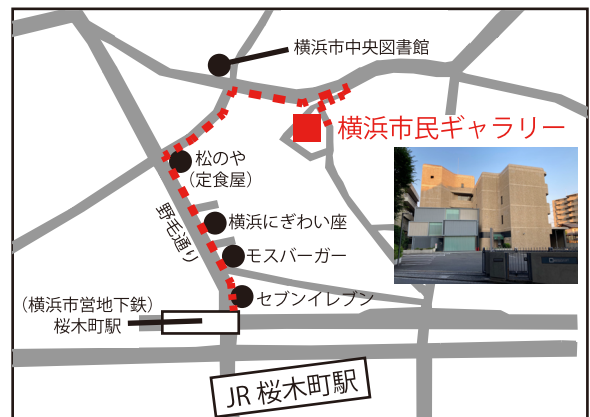 横浜市中央図書館
横浜市民ギャラリー
松のや
（定食屋）
野毛通り
横浜にぎわい座
モスバーガー
セブンイレブン
（横浜市営地下鉄）
桜木町駅
JR 桜木町駅